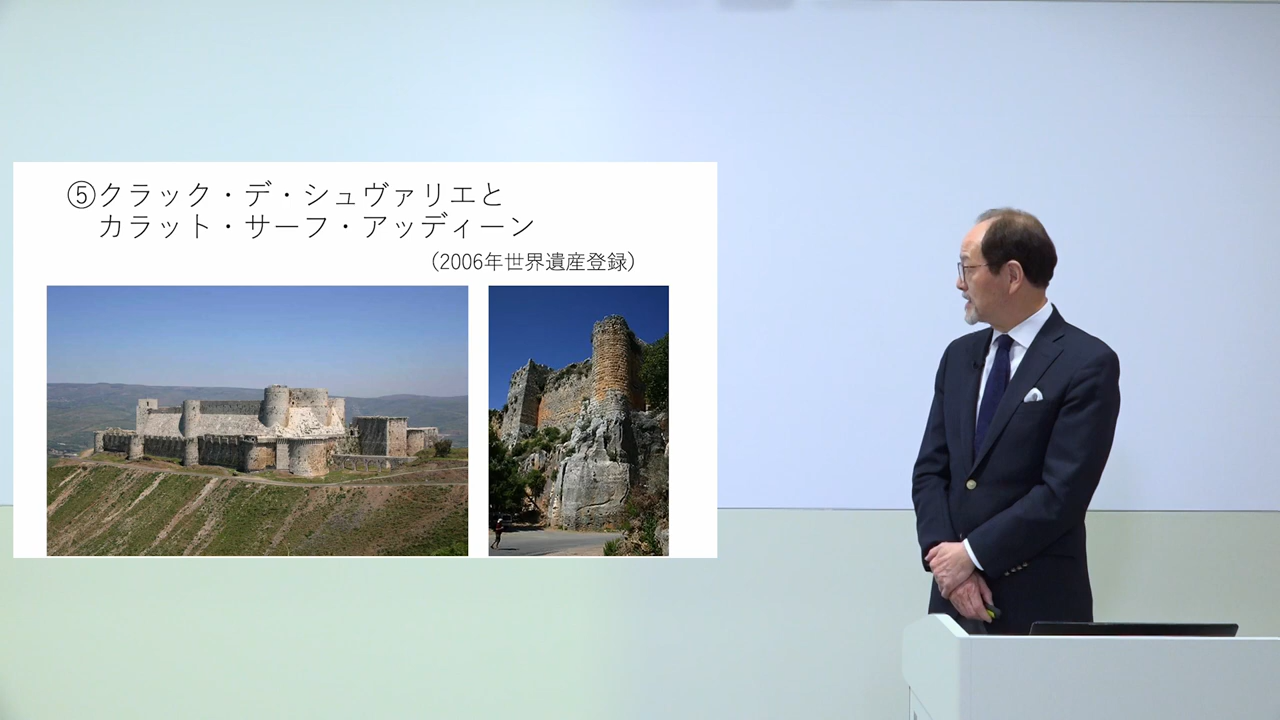 ⑤クラック・デ・シュヴァリエと
カラット・サーフ・アッディーン
（2006年世界遺産登録）